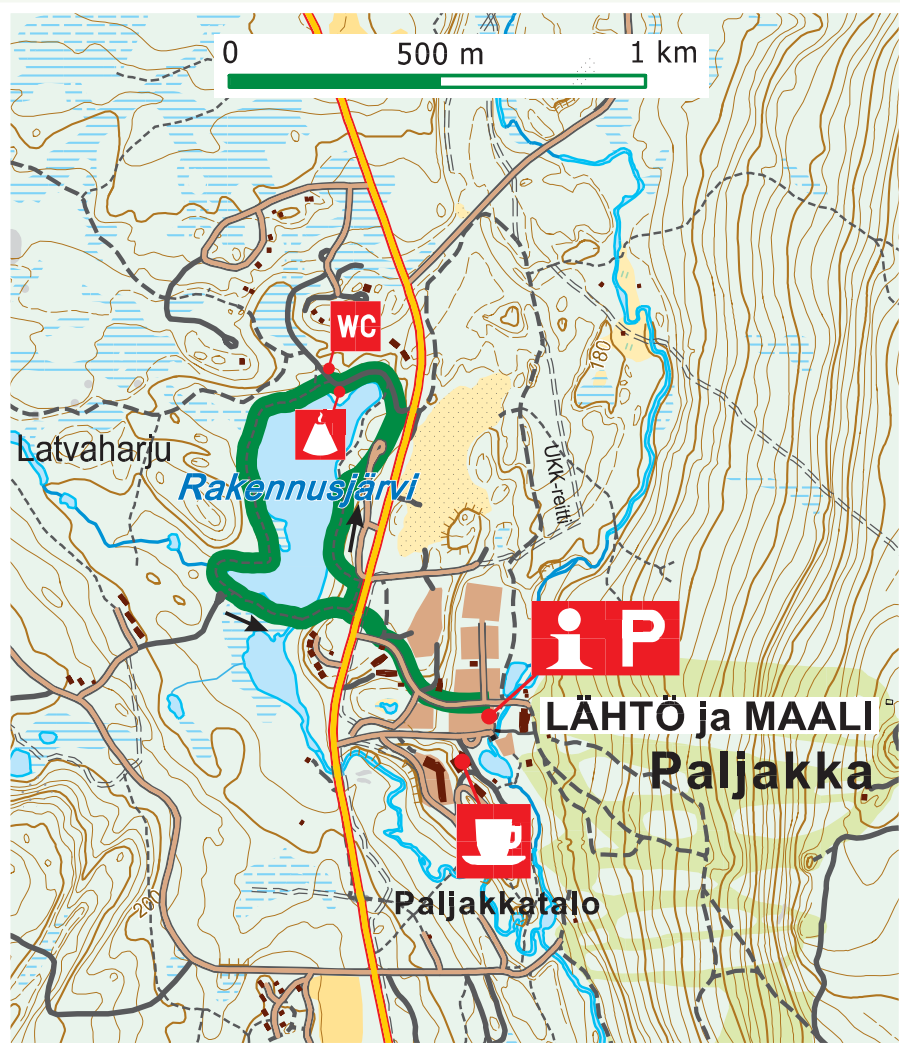 0 500 m 1 km
180
WC
Latvaharju
Rakennusjärvi
UKK-reitti
i P
LÄHTÖ ja MAALI
Paljakka
Paljakkatalo